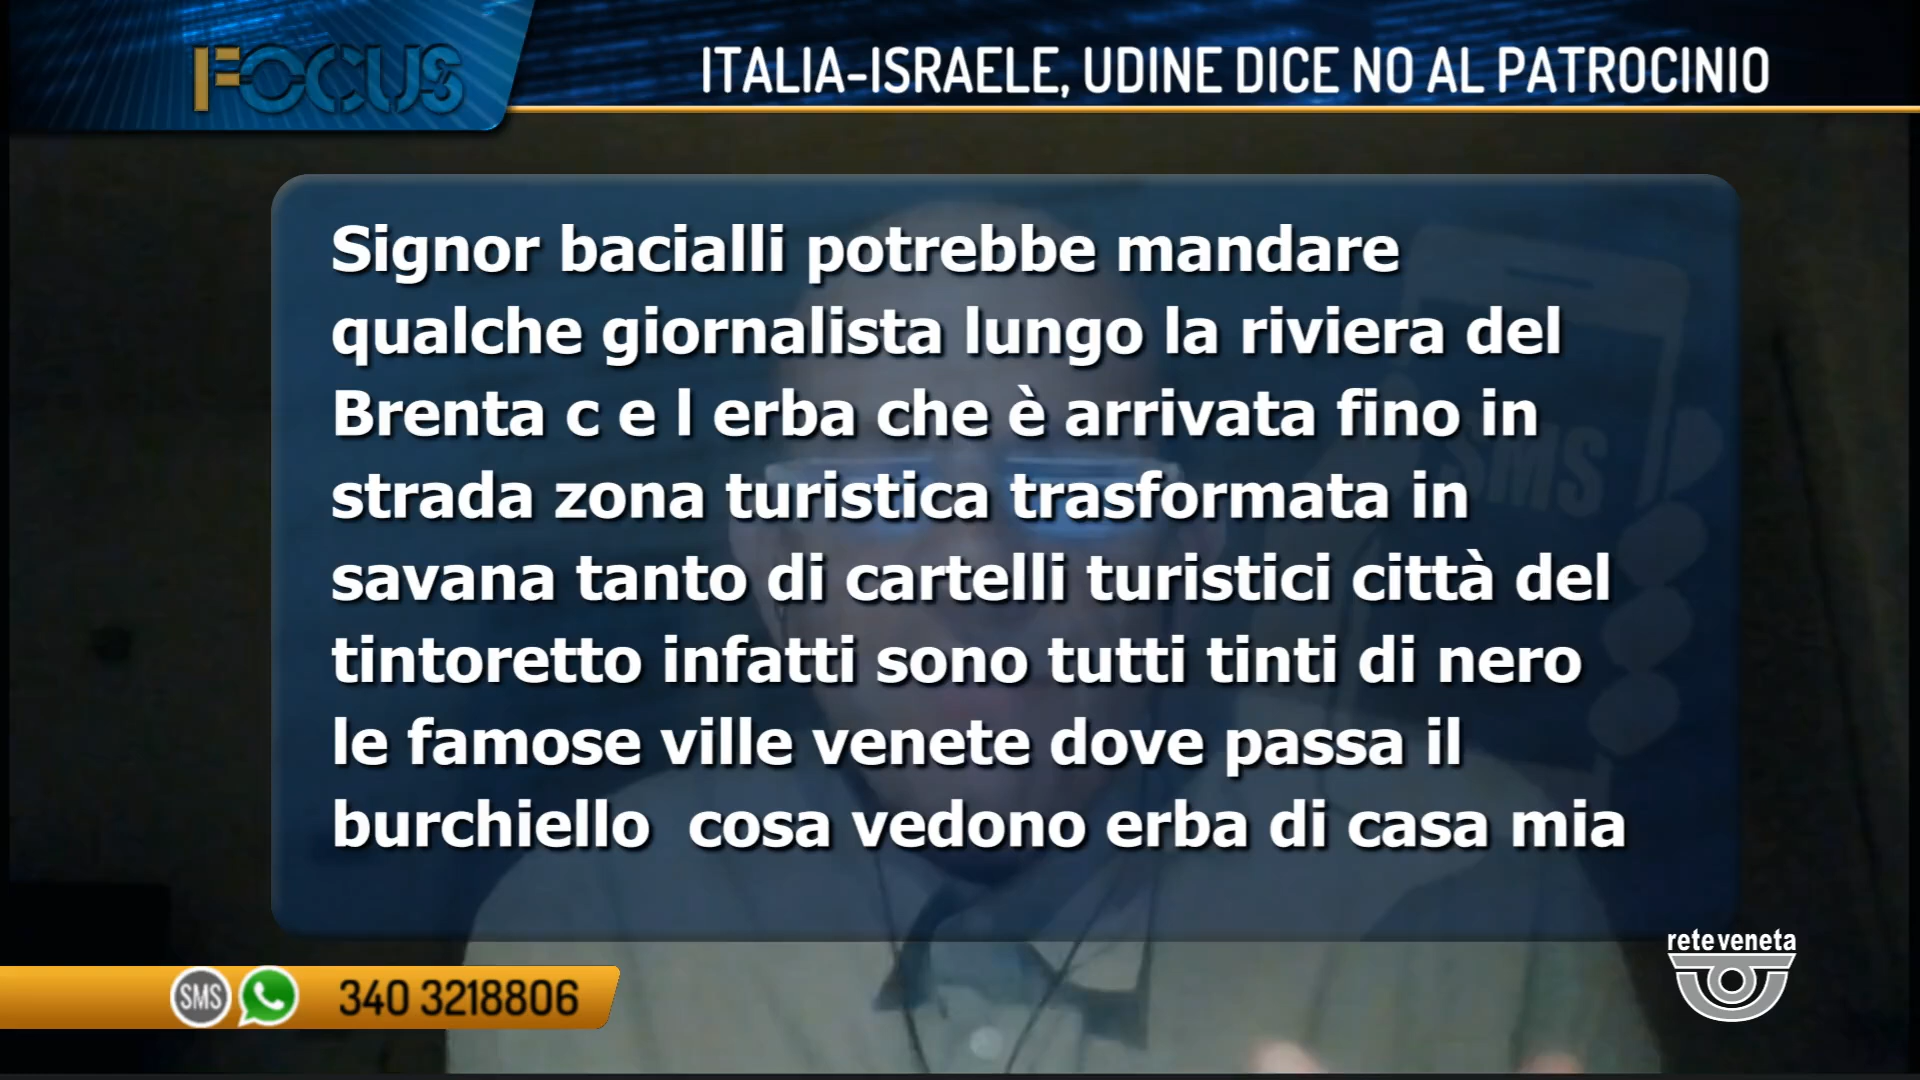 FOCUS
ITALIA-ISRAELE, UDINE DICE NO AL PATROCINIO
Signor bacialli potrebbe mandare
qualche giornalista lungo la riviera del
Brenta c e l erba che è arrivata fino in
strada zona turistica trasformata in
savana tanto di cartelli turistici città del
tintoretto infatti sono tutti tinti di nero
le famose ville venete dove passa il
burchiello  cosa vedono erba di casa mia
SMS
reteveneta
SMS 340 3218806